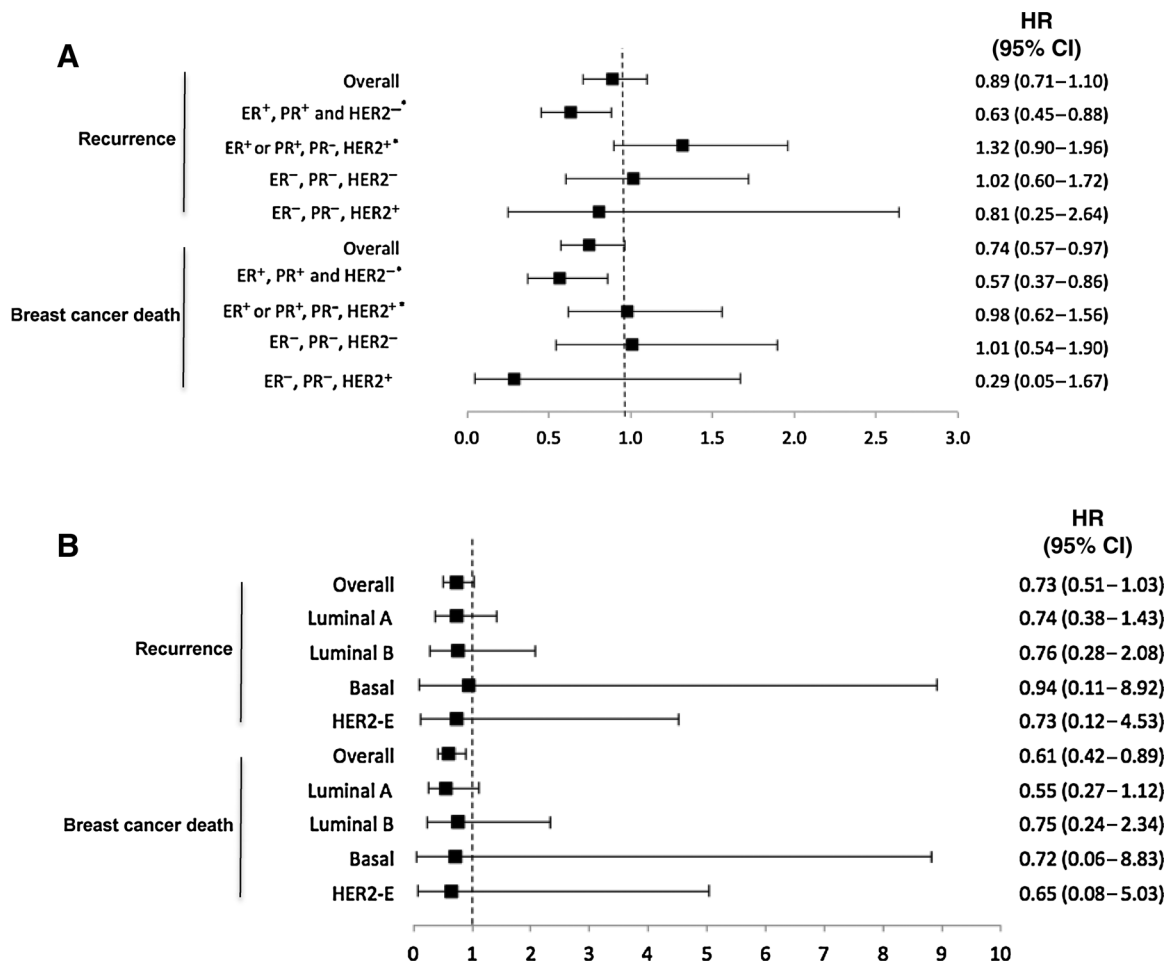 HR
(95% CI)
A
Overall 0.89 (0.71–1.10)
ER⁺, PR⁺ and HER2⁻* 0.63 (0.45–0.88)
Recurrence
ER⁺ or PR⁺, PR⁻, HER2⁺* 1.32 (0.90–1.96)
ER⁻, PR⁻, HER2⁻ 1.02 (0.60–1.72)
ER⁻, PR⁻, HER2⁺ 0.81 (0.25–2.64)
Overall 0.74 (0.57–0.97)
ER⁺, PR⁺ and HER2⁻* 0.57 (0.37–0.86)
Breast cancer death
ER⁺ or PR⁺, PR⁻, HER2⁺* 0.98 (0.62–1.56)
ER⁻, PR⁻, HER2⁻ 1.01 (0.54–1.90)
ER⁻, PR⁻, HER2⁺ 0.29 (0.05–1.67)
0.0 0.5 1.0 1.5 2.0 2.5 3.0
HR
(95% CI)
B
Overall 0.73 (0.51–1.03)
Luminal A 0.74 (0.38–1.43)
Recurrence
Luminal B 0.76 (0.28–2.08)
Basal 0.94 (0.11–8.92)
HER2-E 0.73 (0.12–4.53)
Overall 0.61 (0.42–0.89)
Luminal A 0.55 (0.27–1.12)
Breast cancer death
Luminal B 0.75 (0.24–2.34)
Basal 0.72 (0.06–8.83)
HER2-E 0.65 (0.08–5.03)
0 1 2 3 4 5 6 7 8 9 10